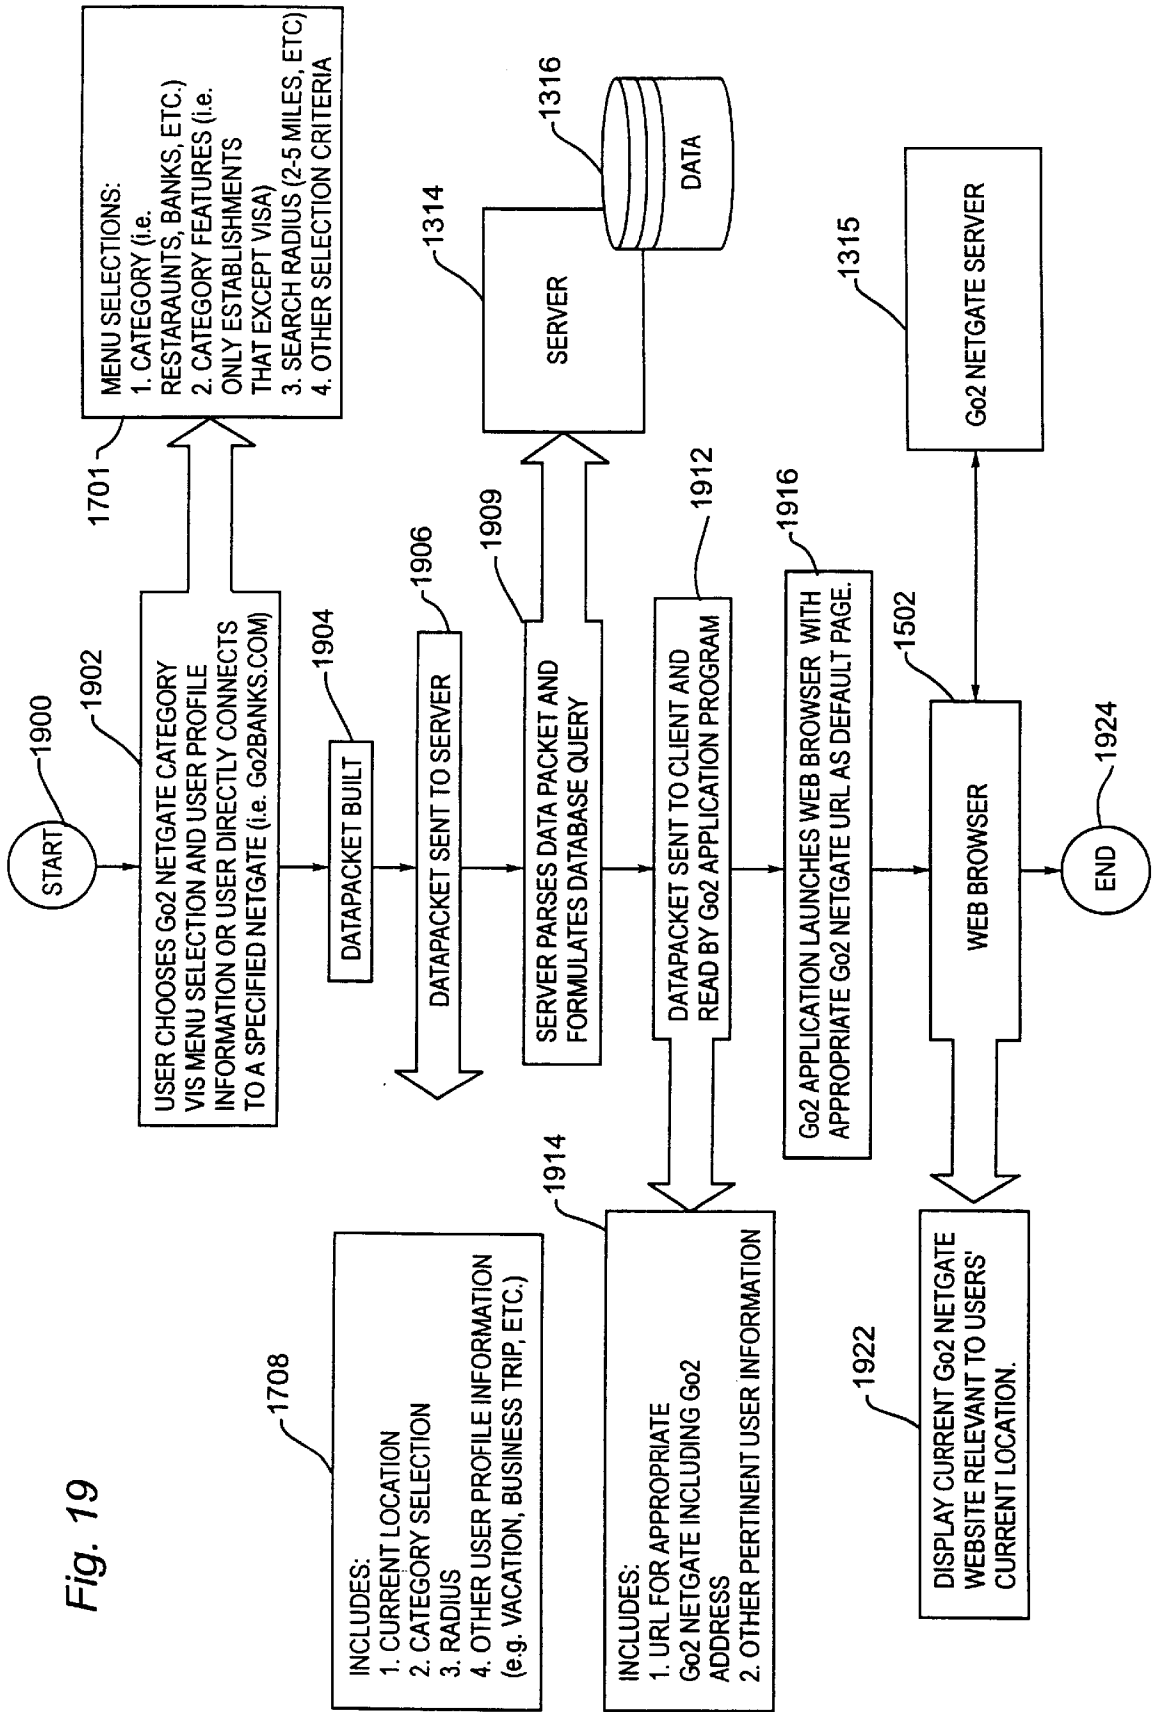 Fig. 19
START
1900
1902
USER CHOOSES Go2 NETGATE CATEGORY
VIS MENU SELECTION AND USER PROFILE
INFORMATION OR USER DIRECTLY CONNECTS
TO A SPECIFIED NETGATE (i.e. Go2BANKS.COM)
1701
MENU SELECTIONS:
1. CATEGORY (i.e.
RESTARAUNTS, BANKS, ETC.)
2. CATEGORY FEATURES (i.e.
ONLY ESTABLISHMENTS
THAT EXCEPT VISA)
3. SEARCH RADIUS (2-5 MILES, ETC)
4. OTHER SELECTION CRITERIA
1904
DATAPACKET BUILT
1906
DATAPACKET SENT TO SERVER
1708
INCLUDES:
1. CURRENT LOCATION
2. CATEGORY SELECTION
3. RADIUS
4. OTHER USER PROFILE INFORMATION
(e.g. VACATION, BUSINESS TRIP, ETC.)
1909
SERVER PARSES DATA PACKET AND
FORMULATES DATABASE QUERY
1314
SERVER
1316
DATA
1912
DATAPACKET SENT TO CLIENT AND
READ BY Go2 APPLICATION PROGRAM
1914
INCLUDES:
1. URL FOR APPROPRIATE
Go2 NETGATE INCLUDING Go2
ADDRESS
2. OTHER PERTINENT USER INFORMATION
1916
Go2 APPLICATION LAUNCHES WEB BROWSER WITH
APPROPRIATE Go2 NETGATE URL AS DEFAULT PAGE.
1502
WEB BROWSER
1315
Go2 NETGATE SERVER
1922
DISPLAY CURRENT Go2 NETGATE
WEBSITE RELEVANT TO USERS'
CURRENT LOCATION.
1924
END